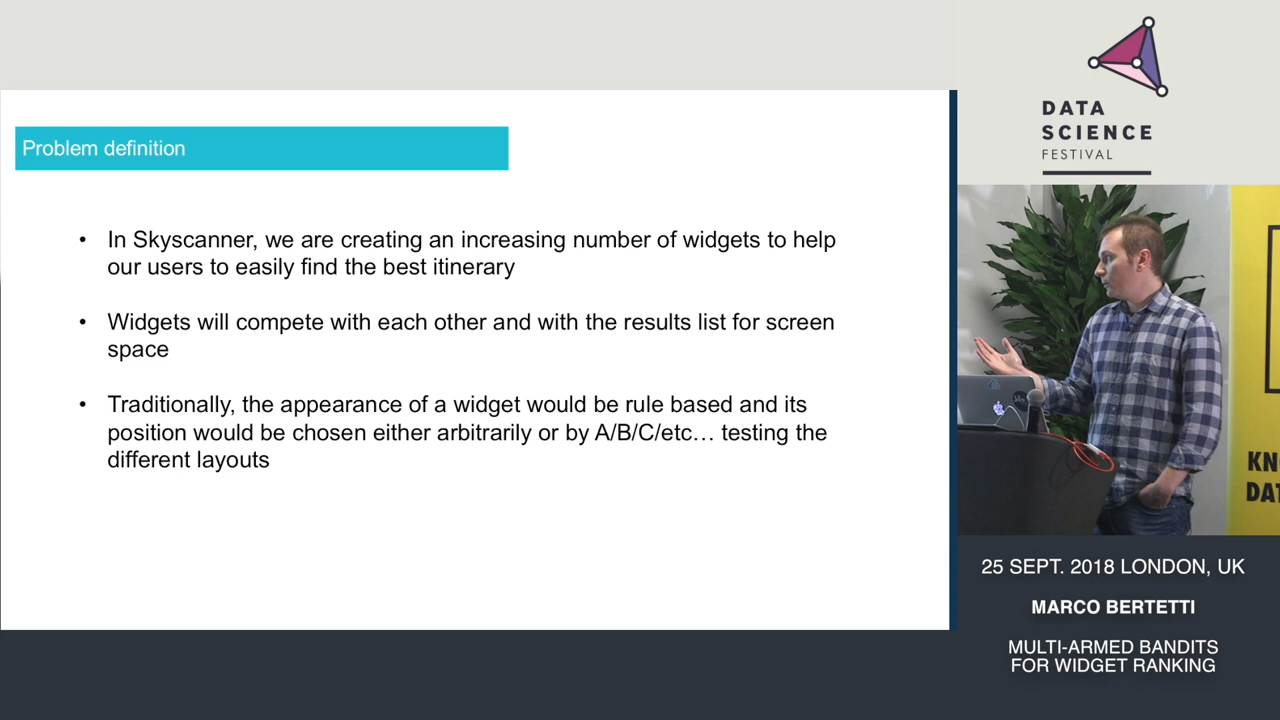 Problem definition
• In Skyscanner, we are creating an increasing number of widgets to help
our users to easily find the best itinerary
• Widgets will compete with each other and with the results list for screen
space
• Traditionally, the appearance of a widget would be rule based and its
position would be chosen either arbitrarily or by A/B/C/etc… testing the
different layouts
DATA
SCIENCE
FESTIVAL
25 SEPT. 2018 LONDON, UK
MARCO BERTETTI
MULTI-ARMED BANDITS
FOR WIDGET RANKING